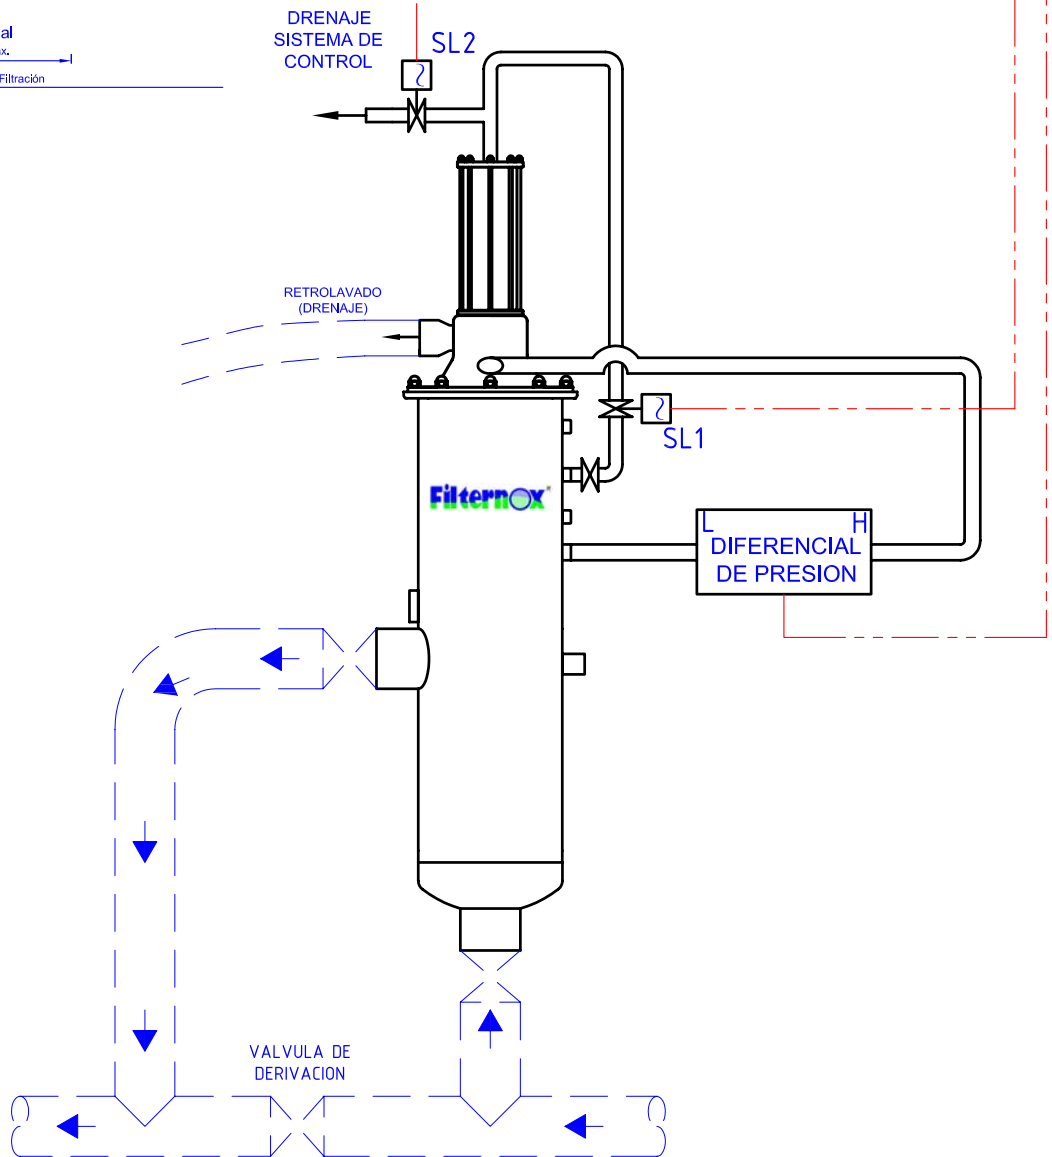 al
x.
Filtración
DRENAJE
SISTEMA DE
CONTROL
SL2
RETROLAVADO
(DRENAJE)
SL1
Filternox
L
H
DIFERENCIAL
DE PRESION
VALVULA DE
DERIVACION